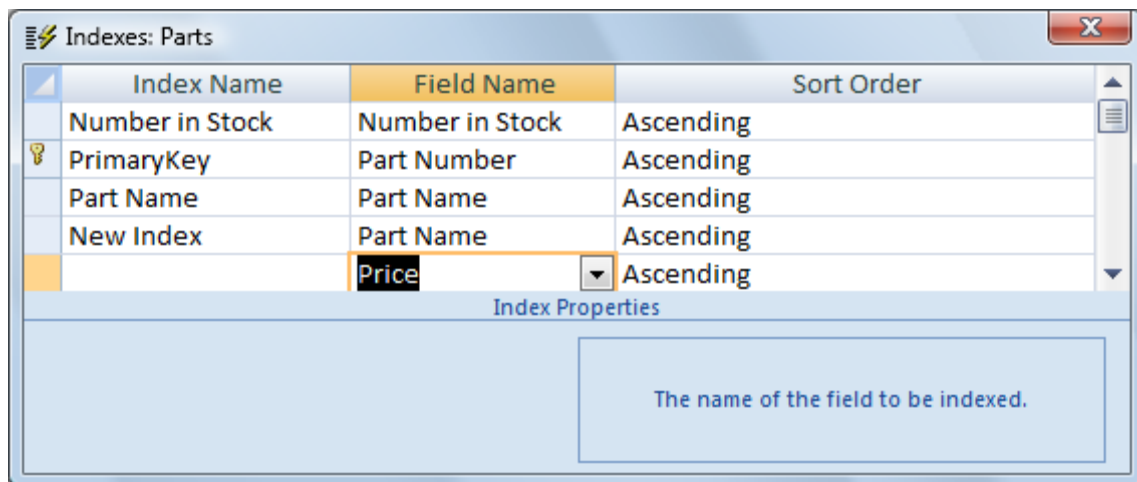 Indexes: Parts
Index Name Field Name Sort Order
Number in Stock Number in Stock Ascending
PrimaryKey Part Number Ascending
Part Name Part Name Ascending
New Index Part Name Ascending
Price Ascending
Index Properties
The name of the field to be indexed.